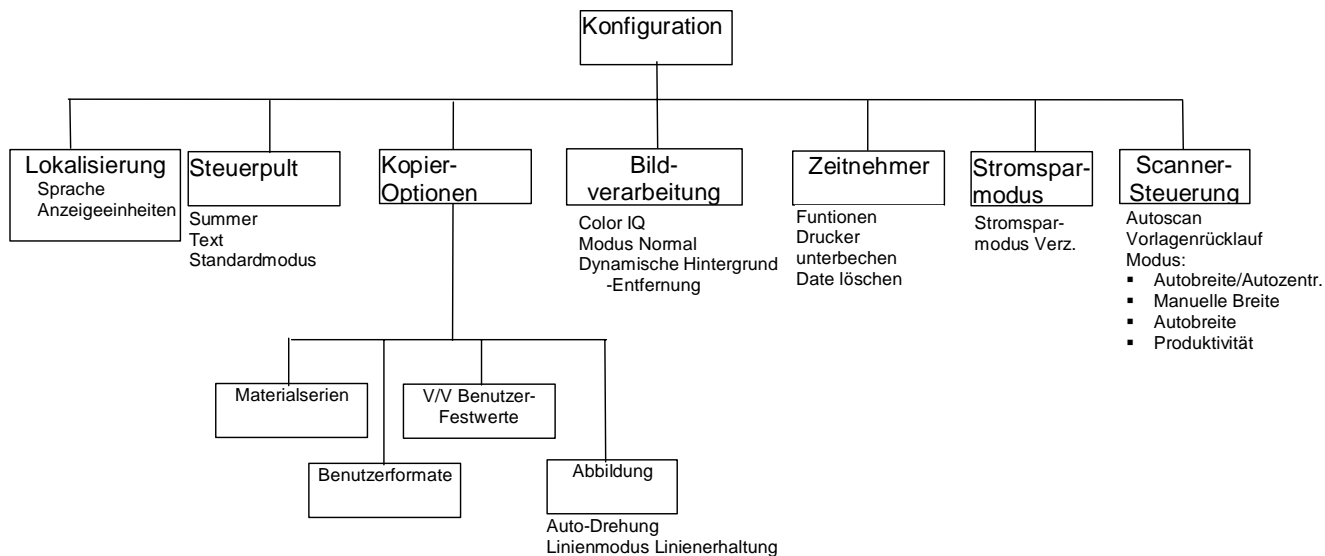 Konfiguration
Lokalisierung
Sprache
Anzeigeeinheiten
Steuerpult
Summer
Text
Standardmodus
Kopier-
Optionen
Bild-
verarbeitung
Color IQ
Modus Normal
Dynamische Hintergrund
-Entfernung
Zeitnehmer
Funtionen
Drucker
unterbechen
Date löschen
Stromspar-
modus
Stromspar-
modus Verz.
Scanner-
Steuerung
Autoscan
Vorlagenrücklauf
Modus:
▪ Autobreite/Autozentr.
▪ Manuelle Breite
▪ Autobreite
▪ Produktivität
Materialserien
V/V Benutzer-
Festwerte
Benutzerformate
Abbildung
Auto-Drehung
Linienmodus Linienerhaltung